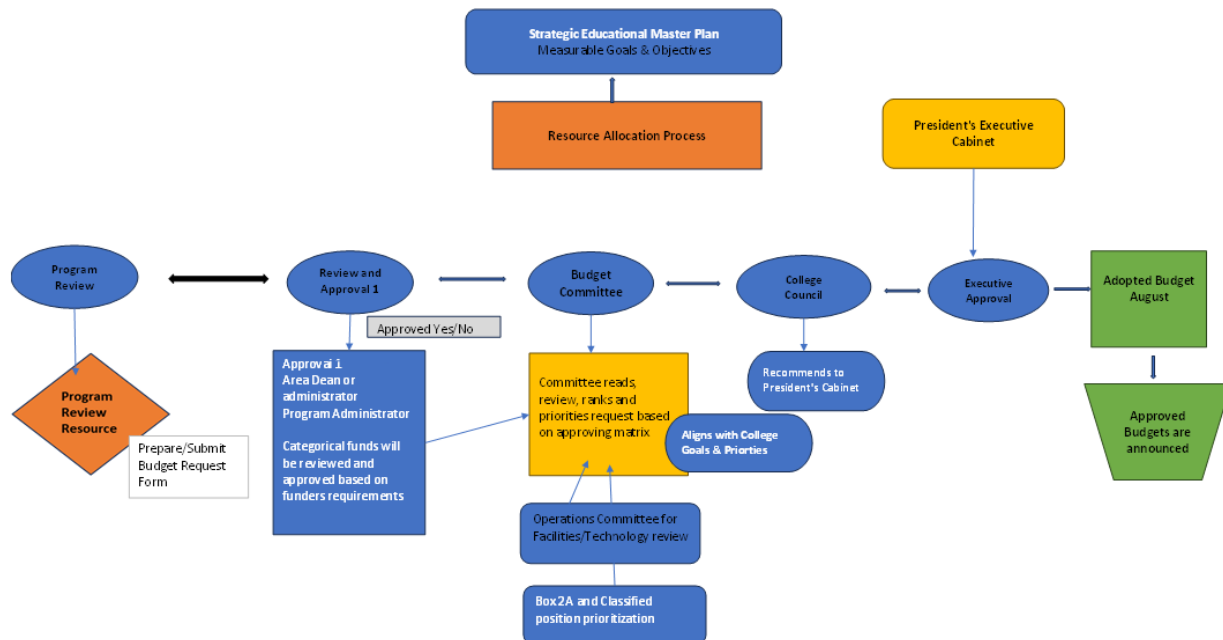 Strategic Educational Master Plan
Measurable Goals & Objectives
Resource Allocation Process
President's Executive
Cabinet
Program
Review
Review and
Approval 1
Budget
Committee
College
Council
Executive
Approval
Adopted Budget
August
Approved Yes/No
Approvai 1
Area Dean or
administrator
Program Administrator
Categorical funds will
be reviewed and
approved based on
funders requirements
Program
Review
Resource
Prepare/Submit
Budget Request
Form
Committee reads,
review, ranks and
priorities request based
on approving matrix
Recommends to
President's Cabinet
Aligns with College
Goals & Priorties
Approved
Budgets are
announced
Operations Committee for
Facilities/Technology review
Box 2A and Classified
position prioritization